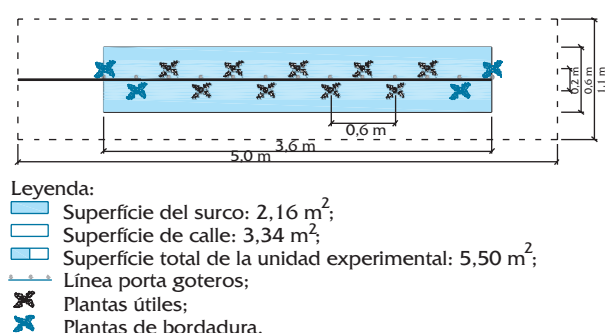 0,2 m
0,6 m
1,1 m
0,6 m
3,6 m
5,0 m
Leyenda:
Superfície del surco: 2,16 m²;
Superfície de calle: 3,34 m²;
Superfície total de la unidad experimental: 5,50 m²;
Línea porta goteros;
Plantas útiles;
Plantas de bordadura.